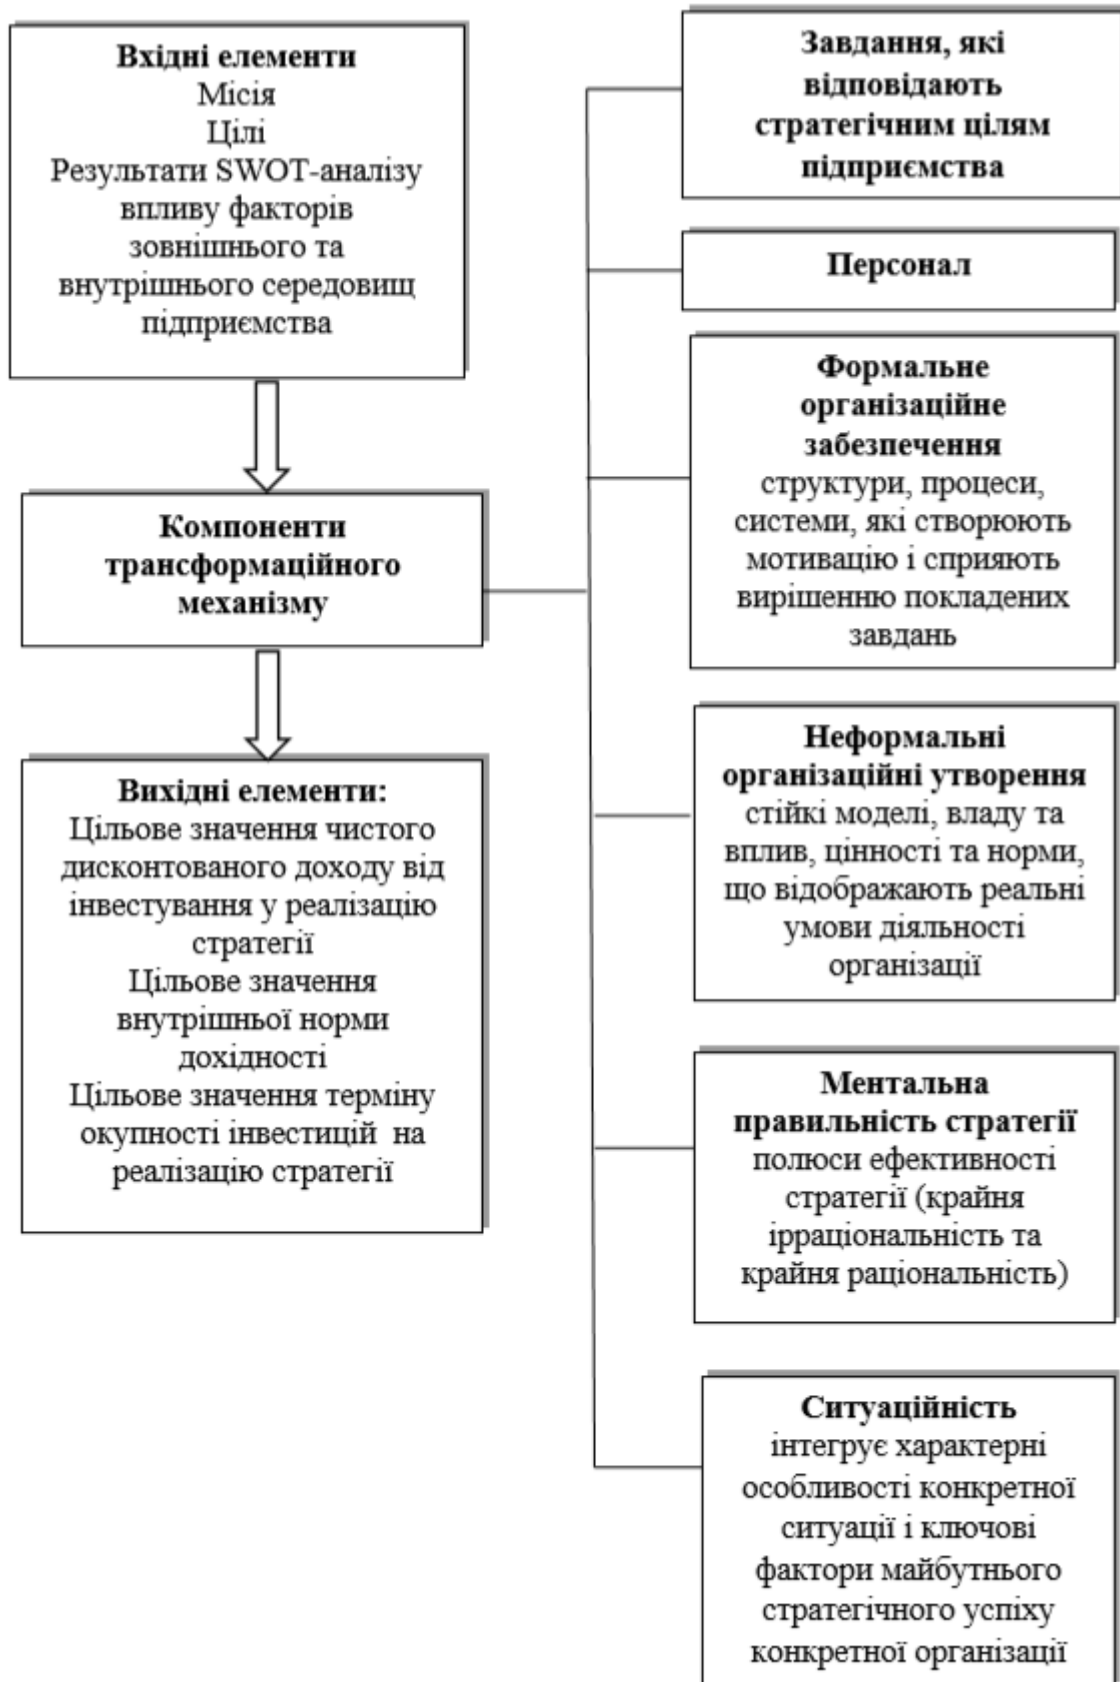 Вхідні елементи
Місія
Цілі
Результати SWOT-аналізу
впливу факторів
зовнішнього та
внутрішнього середовищ
підприємства
Компоненти
трансформаційного
механізму
Вихідні елементи:
Цільове значення чистого
дисконтованого доходу від
інвестування у реалізацію
стратегії
Цільове значення
внутрішньої норми
дохідності
Цільове значення терміну
окупності інвестицій на
реалізацію стратегії
Завдання, які
відповідають
стратегічним цілям
підприємства
Персонал
Формальне
організаційне
забезпечення
структури, процеси,
системи, які створюють
мотивацію і сприяють
вирішенню покладених
завдань
Неформальні
організаційні утворення
стійкі моделі, владу та
вплив, цінності та норми,
що відображають реальні
умови діяльності
організації
Ментальна
правильність стратегії
полюси ефективності
стратегії (крайня
ірраціональність та
крайня раціональність)
Ситуаційність
інтегрує характерні
особливості конкретної
ситуації і ключові
фактори майбутнього
стратегічного успіху
конкретної організації